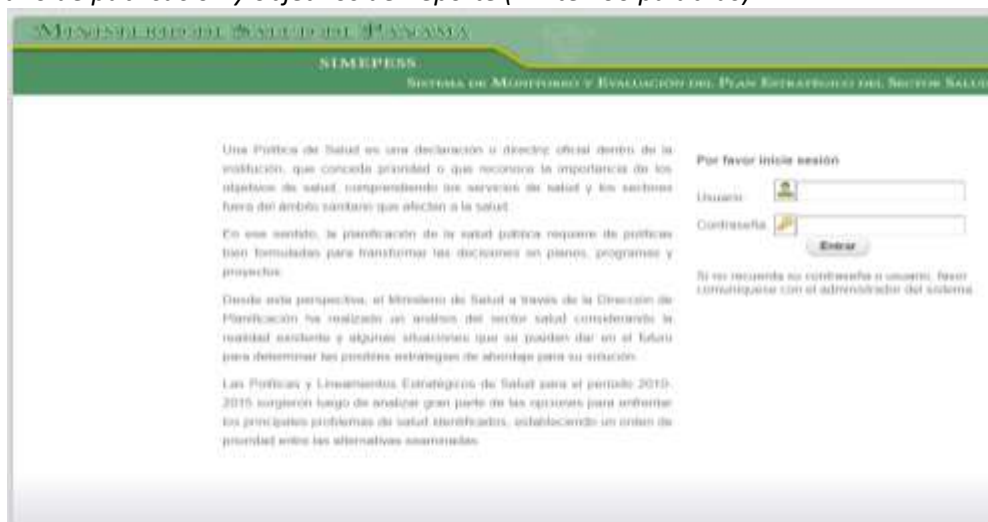 MINISTERIO DE SALUD DE PANAMA
SIMEPESS
SISTEMA DE MONITOREO Y EVALUACIÓN DEL PLAN ESTRATÉGICO DEL SECTOR SALUD
Una Política de Salud es una declaración o directriz oficial dentro de la
institución, que concede prioridad o que reconoce la importancia de los
objetivos de salud, comprendiendo los servicios de salud y los sectores
fuera del ámbito sanitario que afectan a la salud.
En ese sentido, la planificación de la salud pública requiere de políticas
bien formuladas para transformar las decisiones en planes, programas y
proyectos.
Desde esta perspectiva, el Ministerio de Salud a través de la Dirección de
Planificación ha realizado un análisis del sector salud considerando la
realidad existente y algunas situaciones que se puedan dar en el futuro
para determinar las posibles estrategias de abordaje para su solución.
Las Políticas y Lineamientos Estratégicos de Salud para el periodo 2010-
2015 surgieron luego de analizar gran parte de las opciones para enfrentar
los principales problemas de salud identificados, estableciendo un orden de
prioridad entre las alternativas examinadas.
Por favor inicie sesión
Usuario
Contraseña
Entrar
Si no recuerda su contraseña o usuario, favor
comuniquese con el administrador del sistema